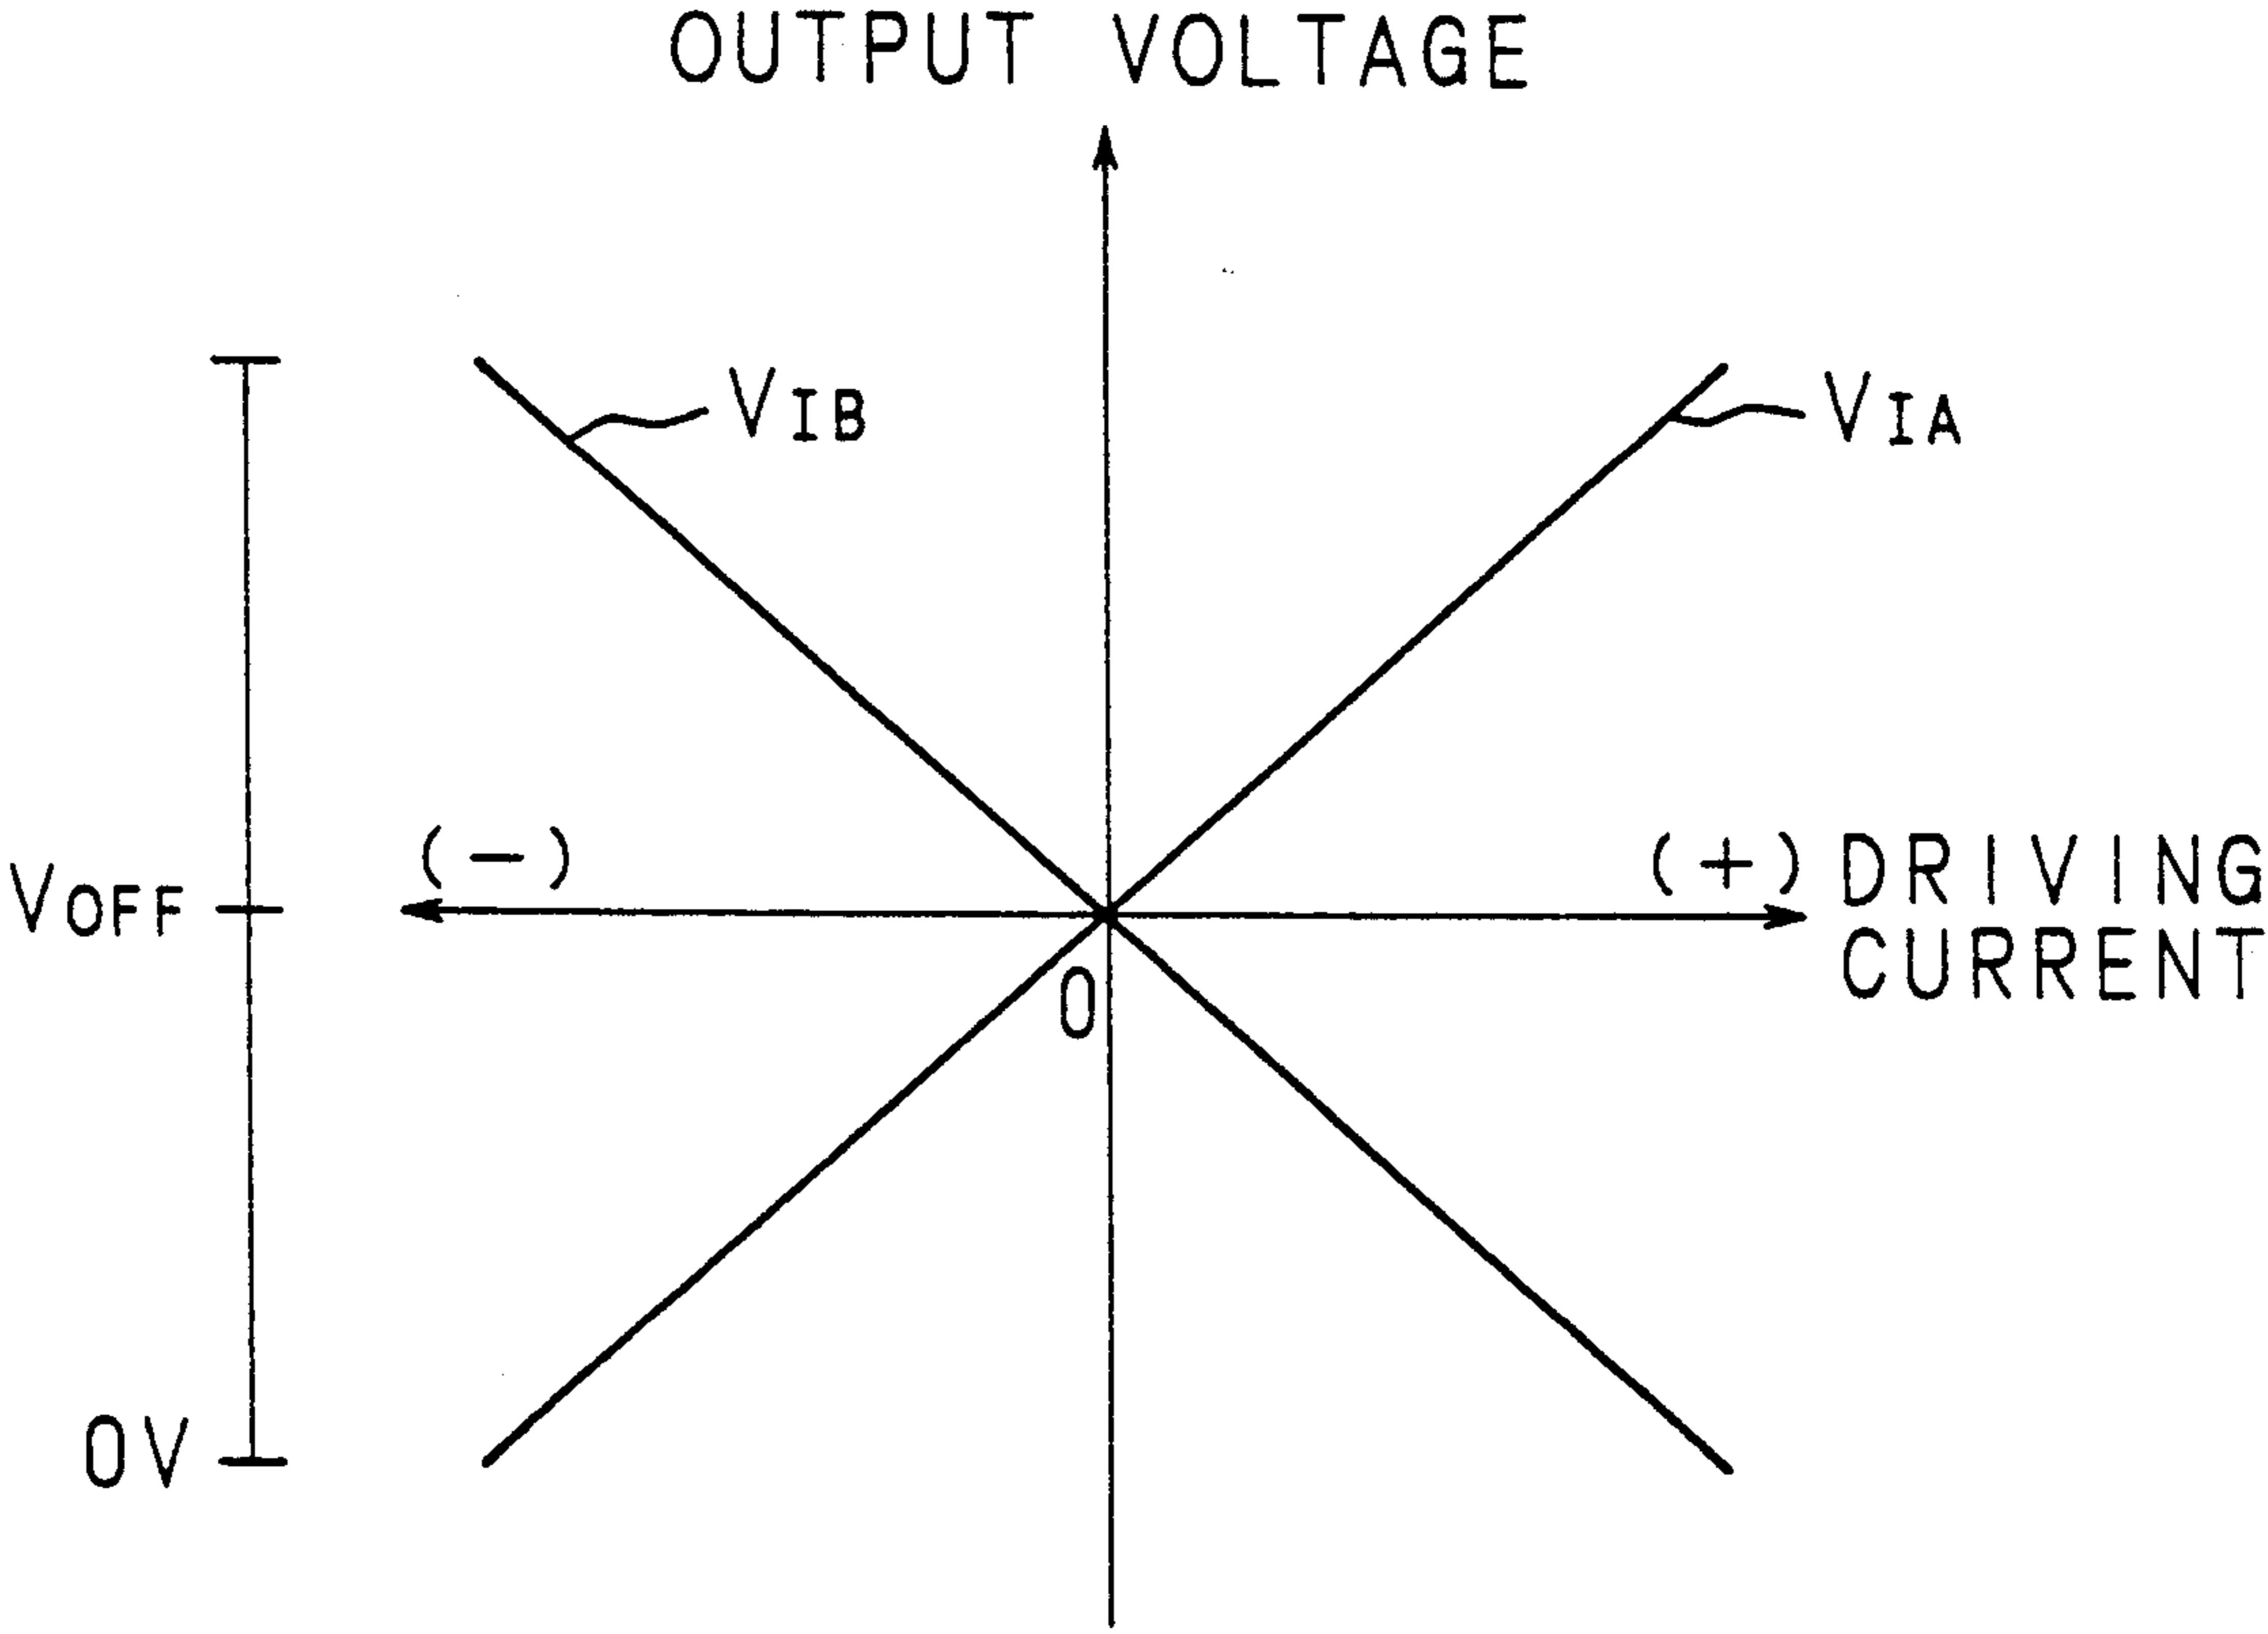 OUTPUT VOLTAGE
VIB
VIA
(-)
(+) DRIVING
CURRENT
VOFF
0
0V